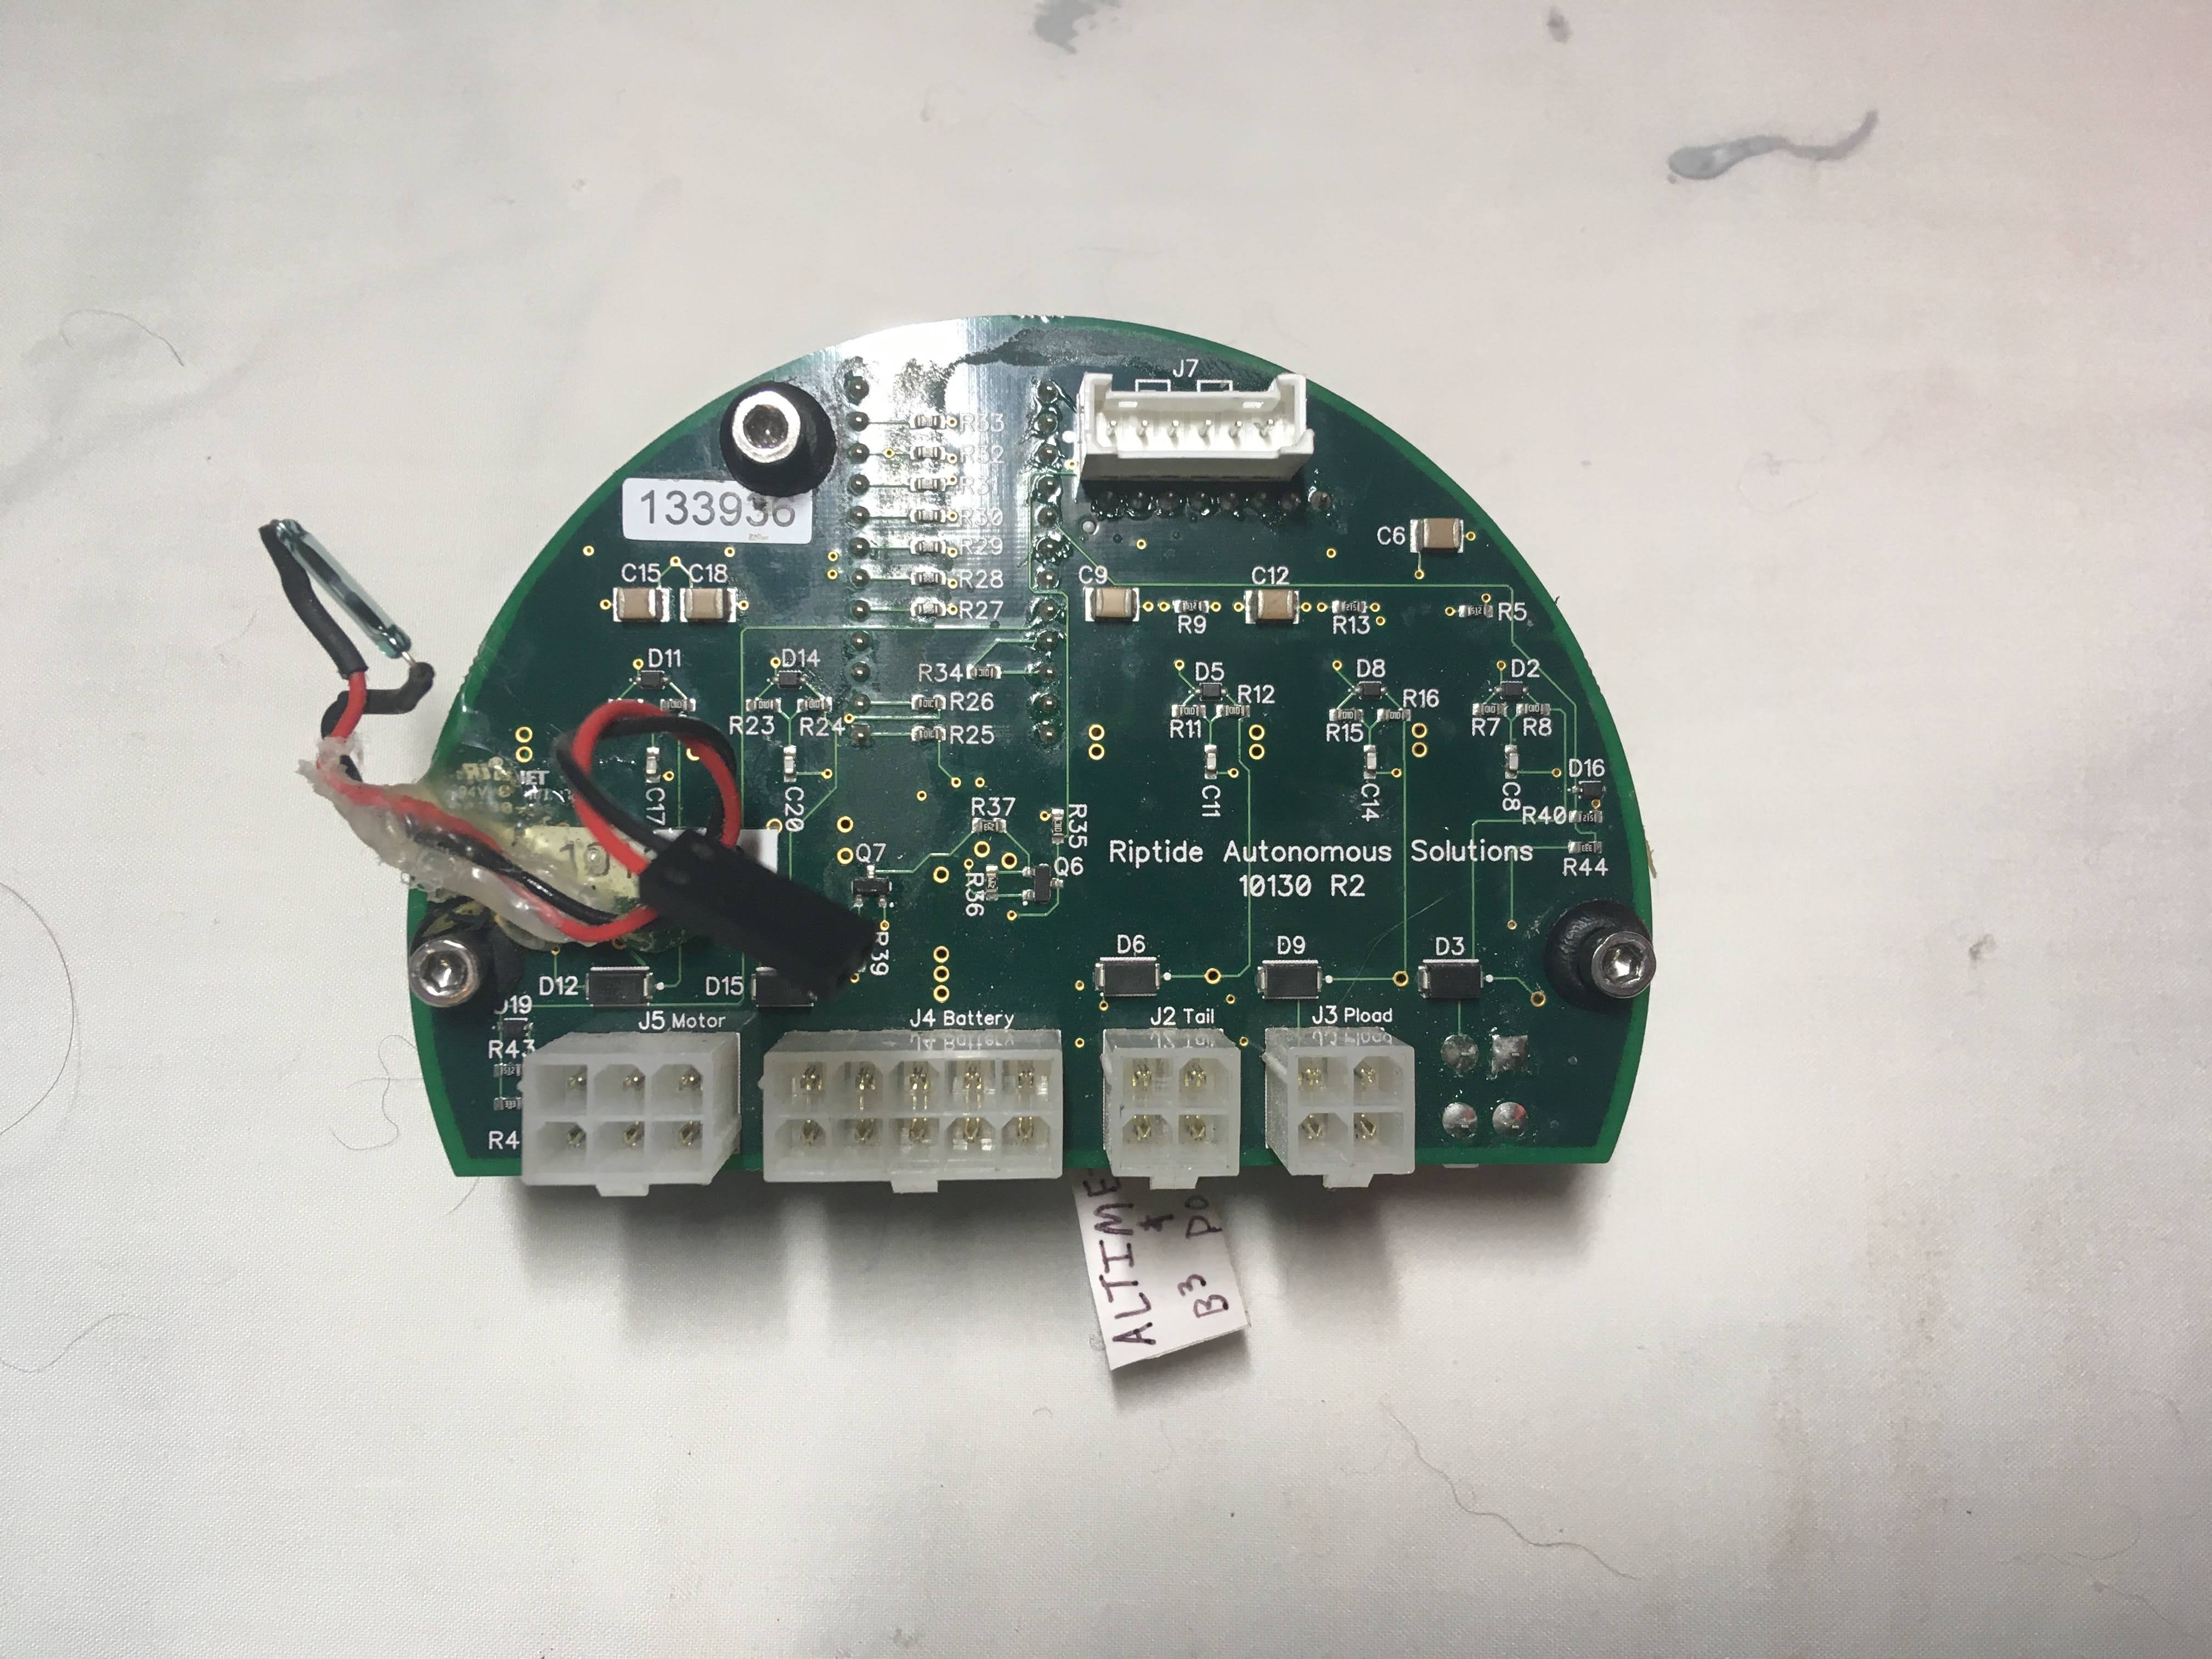 J7
R33
R32
R31
R30
R29
R28
R27
133936
C6
C15
C18
C9
C12
R9
R13
R5
D11
D14
R34
R26
R25
R23
R24
D5
R12
R11
D8
R16
R15
D2
R7
R8
C17
C20
C11
C14
C8
D16
R40
R44
R37
R35
Q7
Q6
R36
R39
Riptide Autonomous Solutions
10130 R2
D12
D15
D6
D9
D3
D19
R43
R4
J5 Motor
J4 Battery
J2 Tail
J3 Pload
ALTIME
&
B3 PO